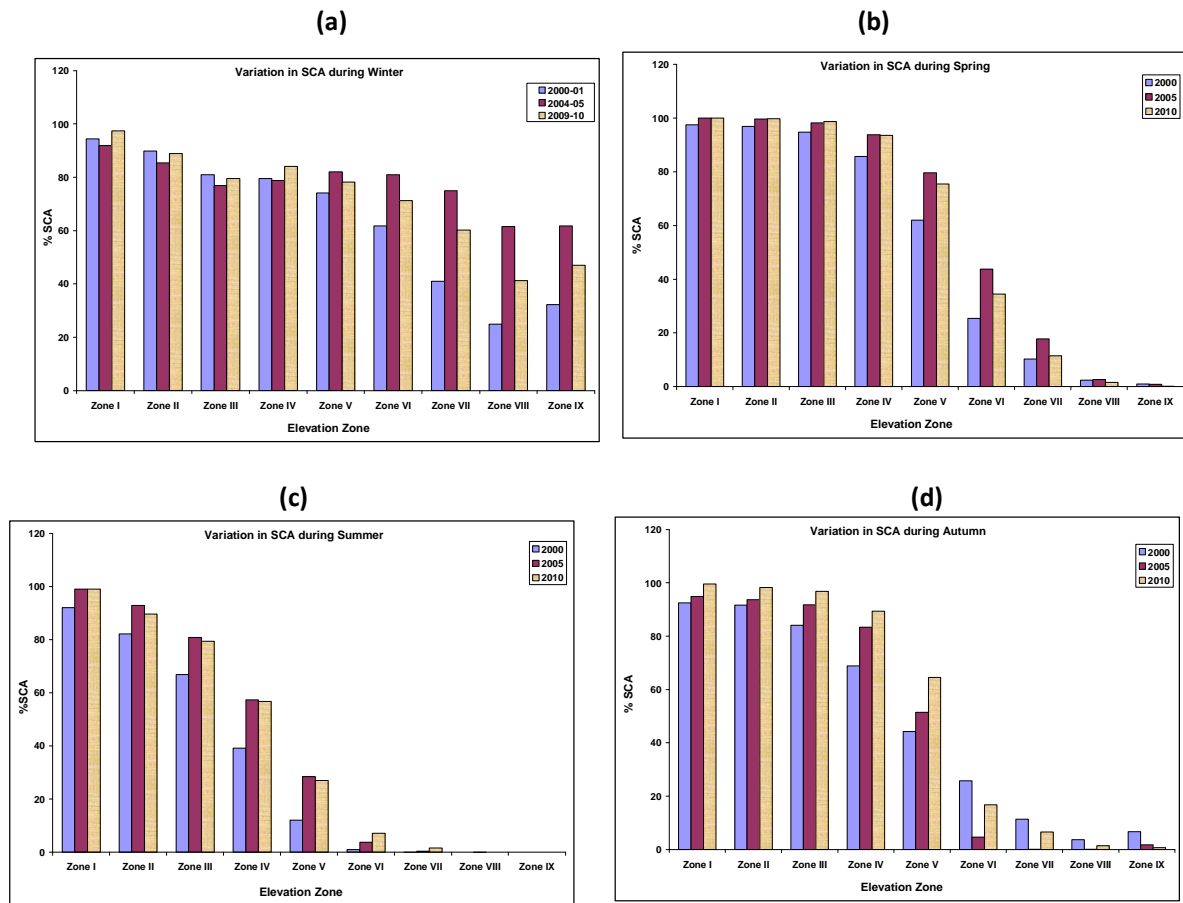 (a)
Variation in SCA during Winter
2000-01
2004-05
2009-10
120
100
80
60
40
20
0
% SCA
Zone I Zone II Zone III Zone IV Zone V Zone VI Zone VII Zone VIII Zone IX
Elevation Zone
(b)
Variation in SCA during Spring
2000
2005
2010
120
100
80
60
40
20
0
% SCA
Zone I Zone II Zone III Zone IV Zone V Zone VI Zone VII Zone VIII Zone IX
Elevation Zone
(c)
Variation in SCA during Summer
2000
2005
2010
120
100
80
60
40
20
0
%SCA
Zone I Zone II Zone III Zone IV Zone V Zone VI Zone VII Zone VIII Zone IX
Elevation Zone
(d)
Variation in SCA during Autumn
2000
2005
2010
120
100
80
60
40
20
0
% SCA
Zone I Zone II Zone III Zone IV Zone V Zone VI Zone VII Zone VIII Zone IX
Elevation Zone